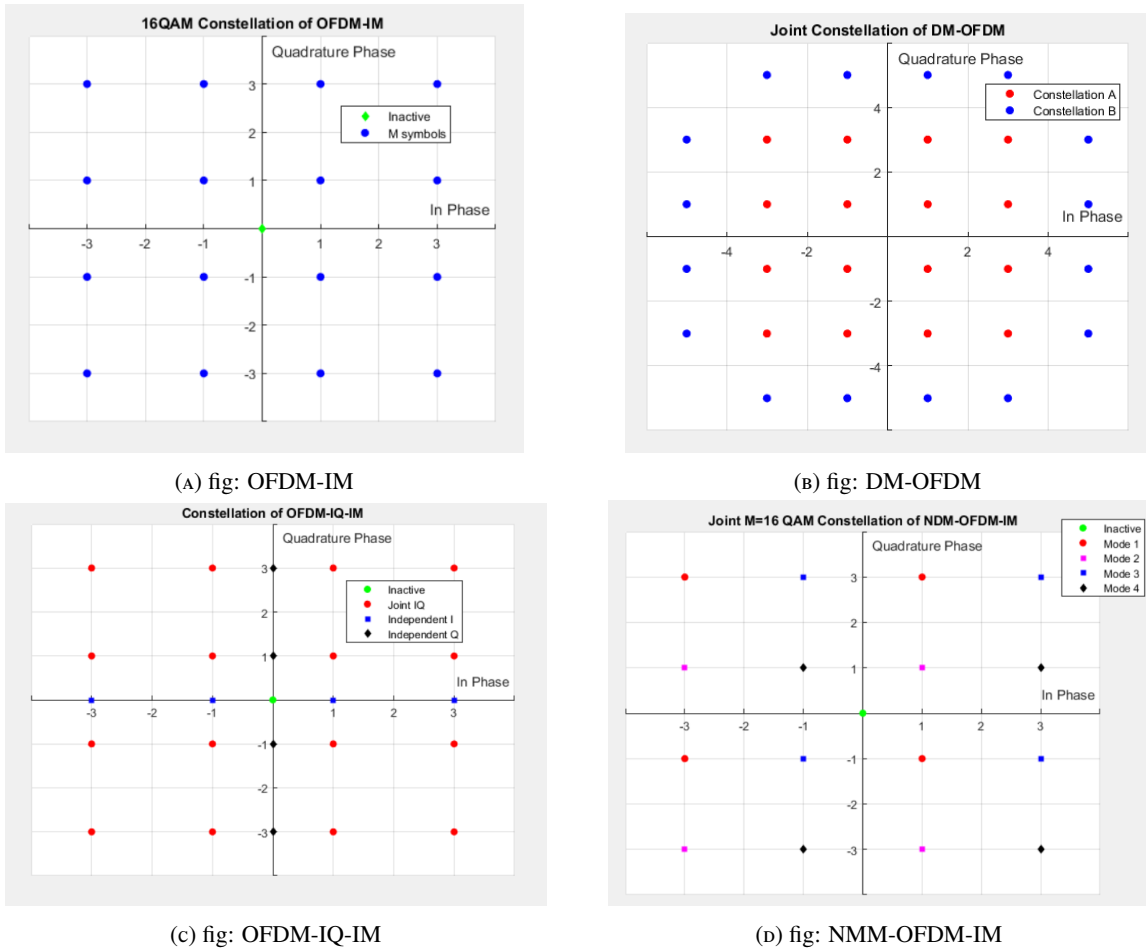 16QAM Constellation of OFDM-IM
Quadrature Phase
3
Inactive
M symbols
2
1
In Phase
-3
-2
-1
1
2
3
-1
-2
-3
(A) fig: OFDM-IM
Joint Constellation of DM-OFDM
Quadrature Phase
Constellation A
Constellation B
4
2
In Phase
-4
-2
2
4
-2
-4
(B) fig: DM-OFDM
Constellation of OFDM-IQ-IM
Quadrature Phase
3
Inactive
Joint IQ
Independent I
Independent Q
2
1
In Phase
-3
-2
-1
1
2
3
-1
-2
-3
(C) fig: OFDM-IQ-IM
Joint M=16 QAM Constellation of NDM-OFDM-IM
Inactive
Mode 1
Mode 2
Mode 3
Mode 4
Quadrature Phase
3
2
1
In Phase
-3
-2
-1
1
2
3
-1
-2
-3
(D) fig: NMM-OFDM-IM